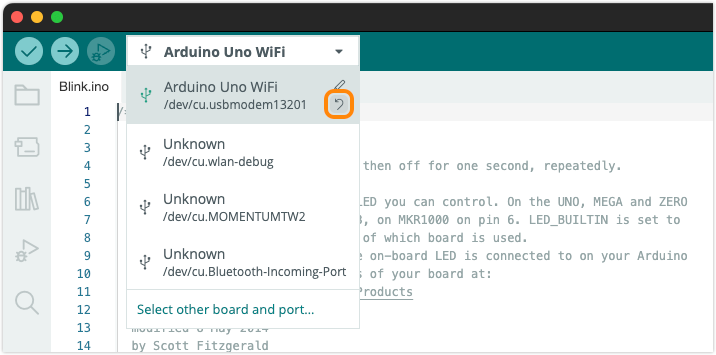 Arduino Uno WiFi
Arduino Uno WiFi
/dev/cu.usbmodem13201
Unknown
/dev/cu.wlan-debug
Unknown
/dev/cu.MOMENTUMTW2
Unknown
/dev/cu.Bluetooth-Incoming-Port
Select other board and port...
Blink.ino
1 /*
2
3
4 then off for one second, repeatedly.
5
6 LED you can control. On the UNO, MEGA and ZERO
7 , on MKR1000 on pin 6. LED_BUILTIN is set to
8 of which board is used.
9 on-board LED is connected to on your Arduino
10 of your board at:
11 Products
12
13 modified 8 May 2014
14 by Scott Fitzgerald